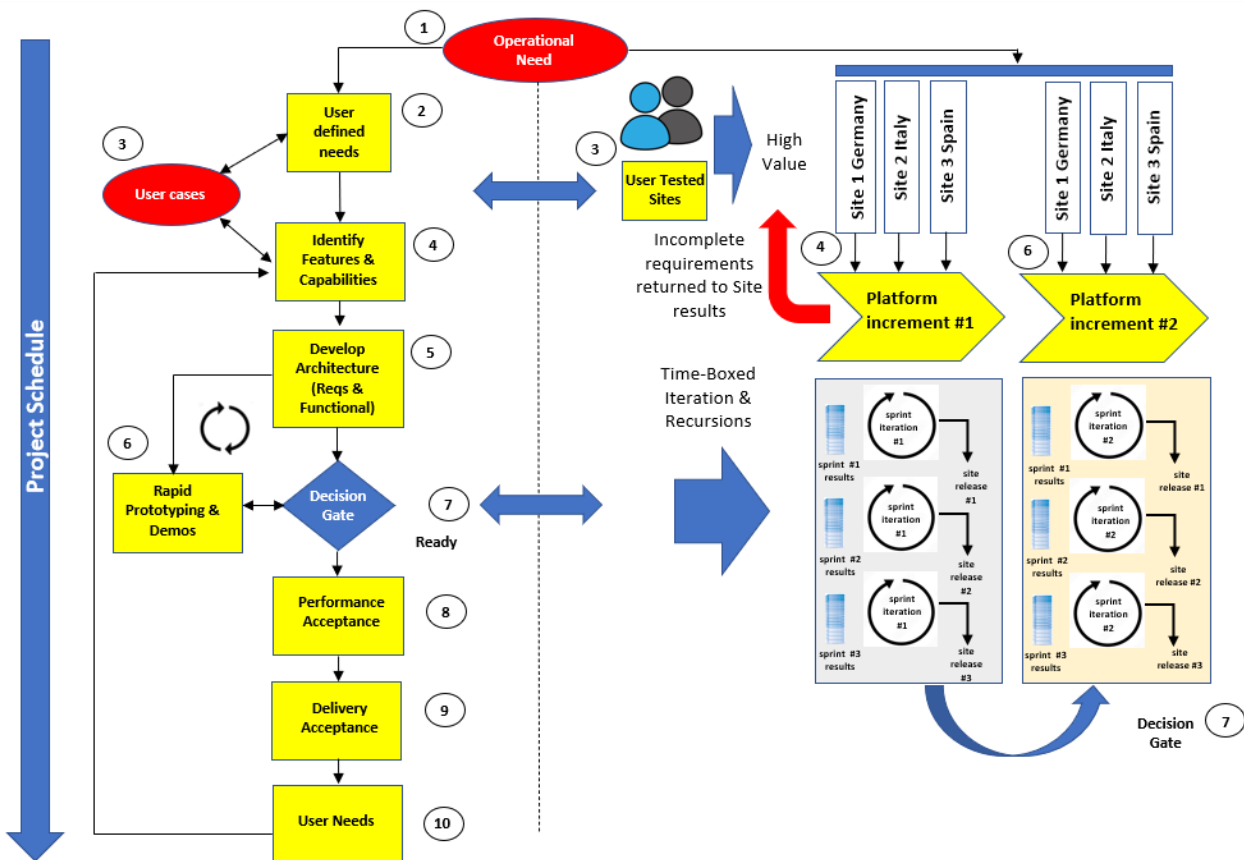 Project Schedule
1
Operational
Need
2
User
defined
needs
3
User cases
4
Identify
Features &
Capabilities
5
Develop
Architecture
(Reqs &
Functional)
6
Rapid
Prototyping &
Demos
Decision
Gate
7
Ready
Performance
Acceptance
8
Delivery
Acceptance
9
User Needs
10
3
User Tested
Sites
High
Value
Incomplete
requirements
returned to Site
results
Time-Boxed
Iteration &
Recursions
Site 1 Germany
Site 2 Italy
Site 3 Spain
Site 1 Germany
Site 2 Italy
Site 3 Spain
4
Platform
increment #1
6
Platform
increment #2
sprint
iteration
#1
sprint #1
results
site
release
#1
sprint
iteration
#1
sprint #2
results
site
release
#2
sprint
iteration
#1
sprint #3
results
site
release
#3
sprint
iteration
#2
sprint #1
results
site
release #1
sprint
iteration
#2
sprint #2
results
site
release #2
sprint
iteration
#2
sprint #3
results
site
release #3
Decision
Gate
7